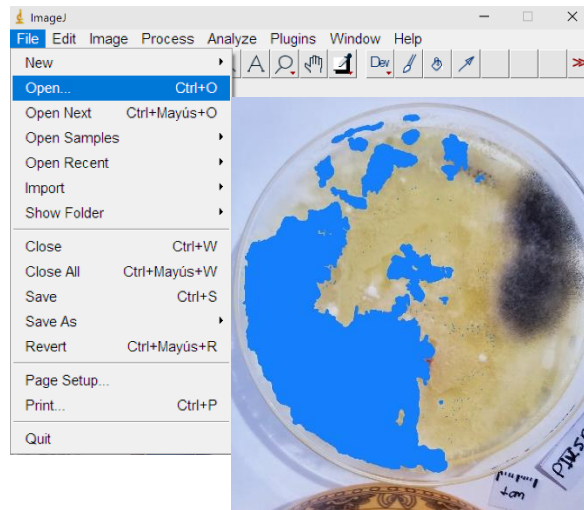 ImageJ
File Edit Image Process Analyze Plugins Window Help
Dev
New
Open... Ctrl+O
Open Next Ctrl+Mayús+O
Open Samples
Open Recent
Import
Show Folder
Close Ctrl+W
Close All Ctrl+Mayús+W
Save Ctrl+S
Save As
Revert Ctrl+Mayús+R
Page Setup...
Print... Ctrl+P
Quit